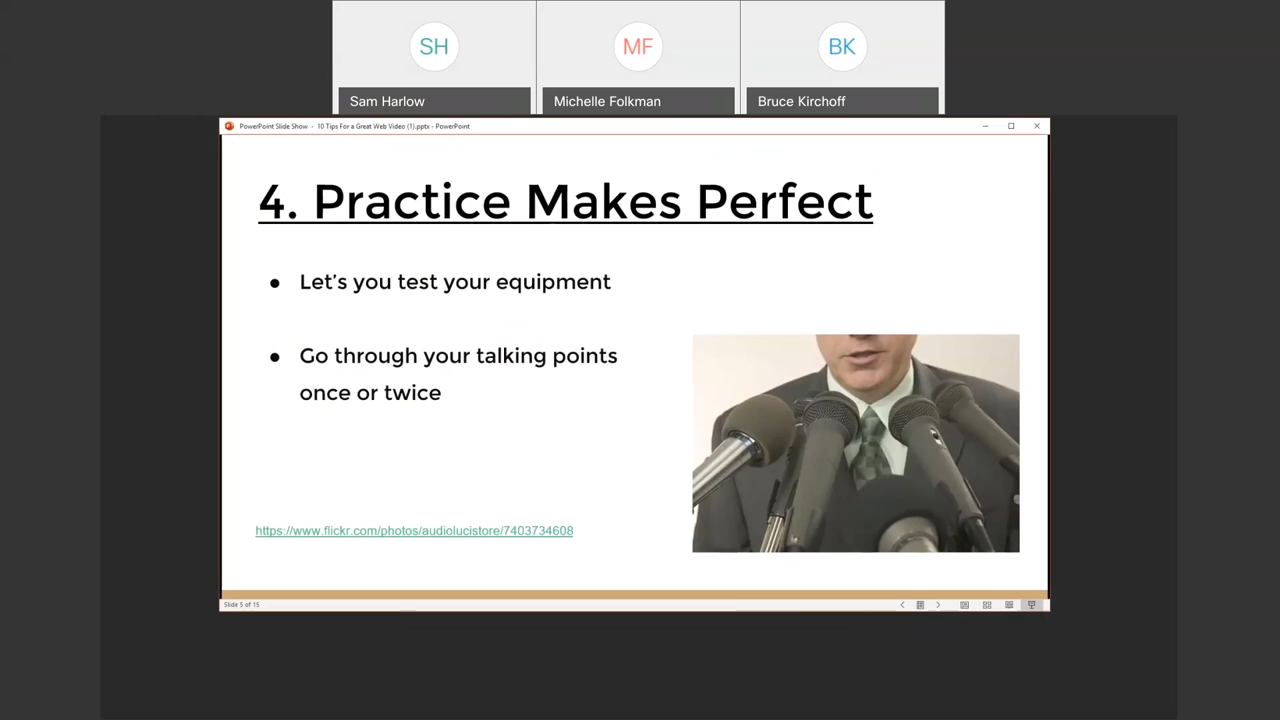 SH
MF
BK
Sam Harlow
Michelle Folkman
Bruce Kirchoff
PowerPoint Slide Show - 10 Tips For a Great Web Video (1).pptx - PowerPoint
4. Practice Makes Perfect
● Let's you test your equipment
● Go through your talking points
once or twice
https://www.flickr.com/photos/audiolucistore/7403734608
Slide 5 of 15